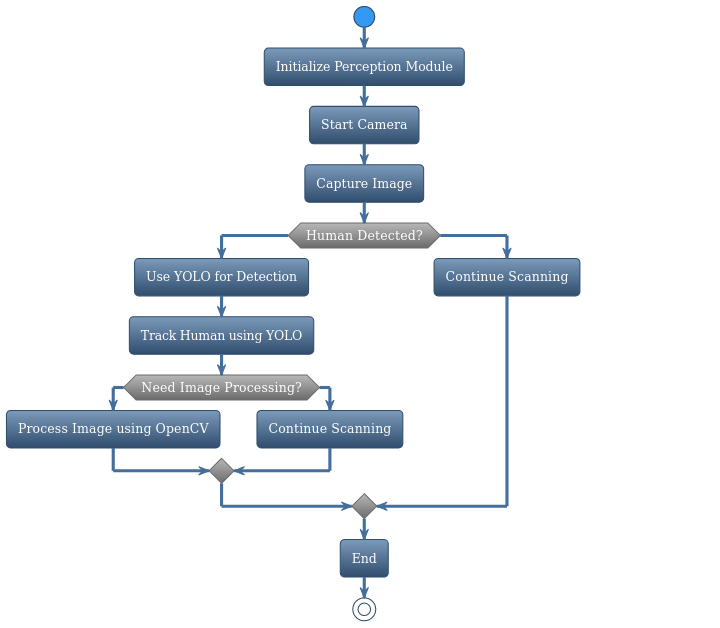 Initialize Perception Module
Start Camera
Capture Image
Human Detected?
Use YOLO for Detection
Continue Scanning
Track Human using YOLO
Need Image Processing?
Process Image using OpenCV
Continue Scanning
End